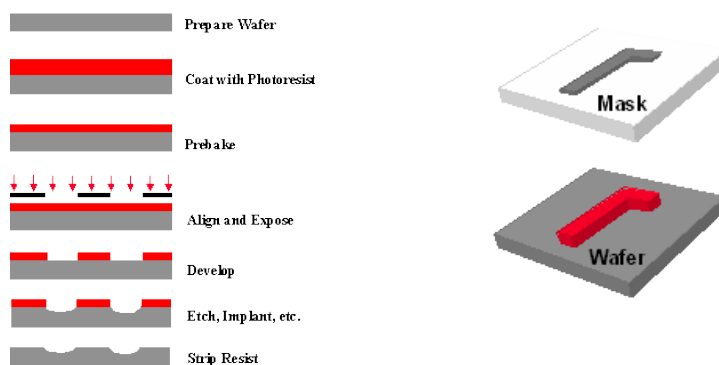 Prepare Wafer
Coat with Photoresist
Prebake
Align and Expose
Develop
Etch, Implant, etc.
Strip Resist
Mask
Wafer